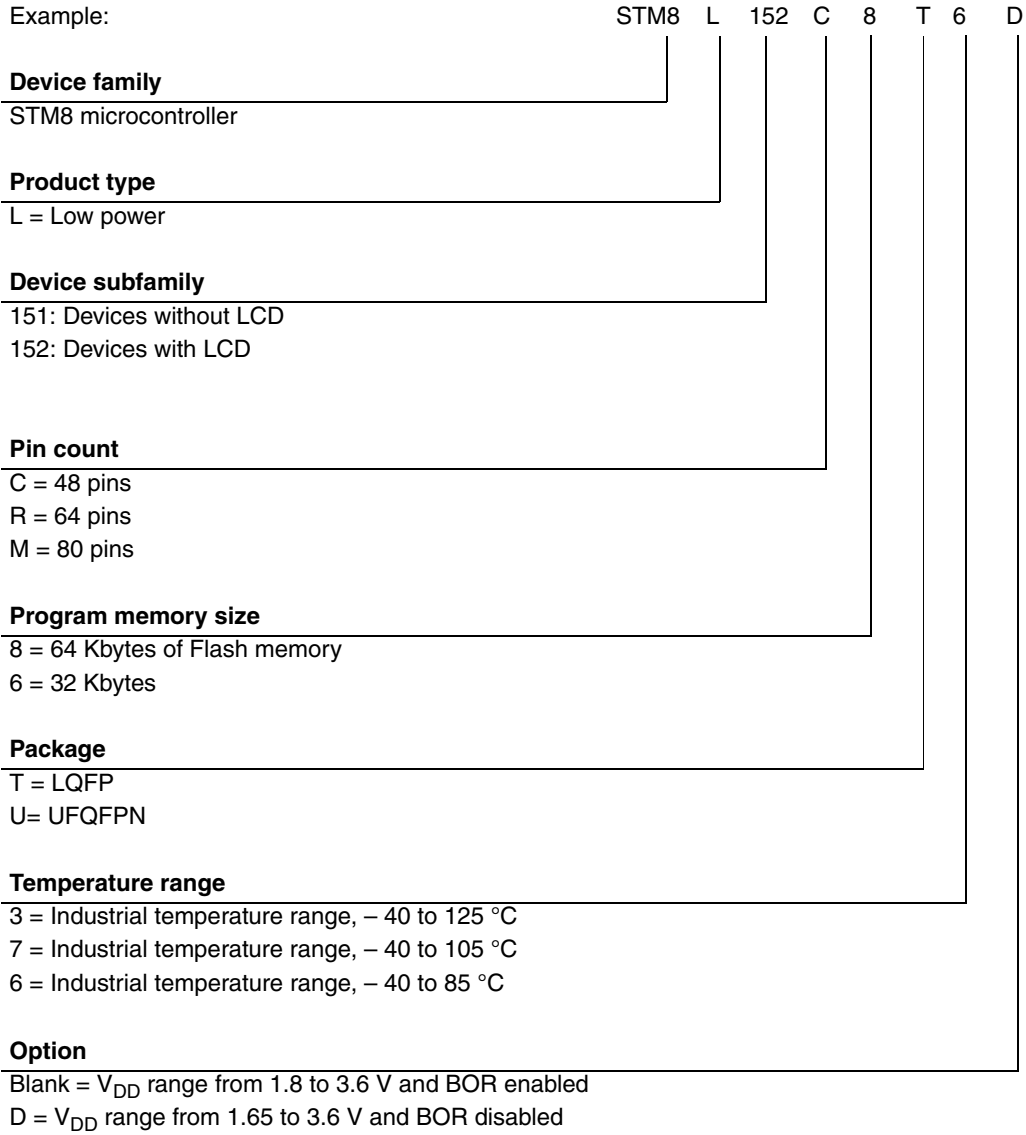 Example: STM8 L 152 C 8 T 6 D
Device family
STM8 microcontroller
Product type
L = Low power
Device subfamily
151: Devices without LCD
152: Devices with LCD
Pin count
C = 48 pins
R = 64 pins
M = 80 pins
Program memory size
8 = 64 Kbytes of Flash memory
6 = 32 Kbytes
Package
T = LQFP
U= UFQFPN
Temperature range
3 = Industrial temperature range, – 40 to 125 °C
7 = Industrial temperature range, – 40 to 105 °C
6 = Industrial temperature range, – 40 to 85 °C
Option
Blank = VDD range from 1.8 to 3.6 V and BOR enabled
D = VDD range from 1.65 to 3.6 V and BOR disabled